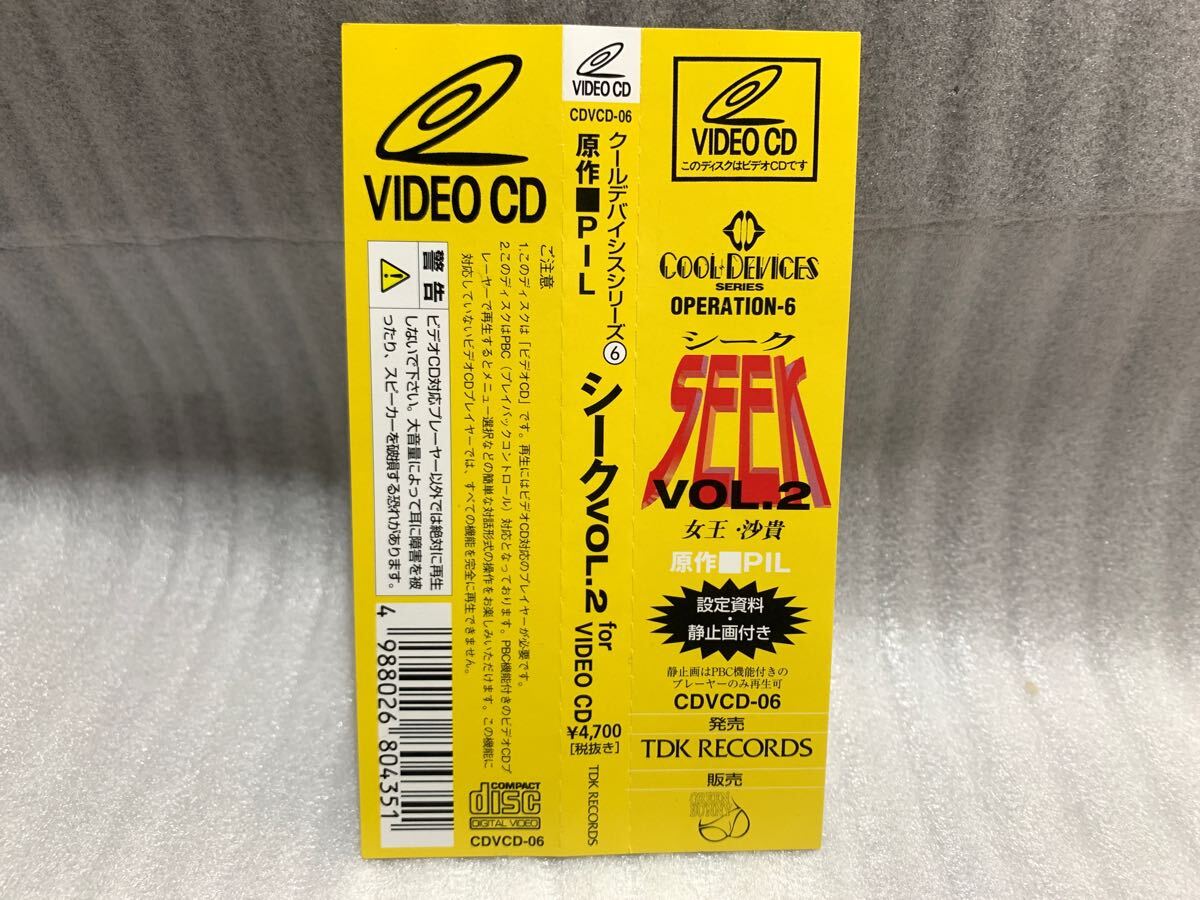 VIDEO CD
ご注意
1.このディスクは「ビデオCD」です。再生にはビデオCD対応のプレイヤーが必要です。
2.このディスクはPBC（プレイバックコントロール）対応となっております。PBC機能付きのビデオCDプ
レーヤーで再生するとメニュー選択などの簡単な対話形式の操作をお楽しみいただけます。この機能に
対応していないビデオCDプレイヤーでは、すべての機能を完全に再生できません。
警告
ビデオCD対応プレーヤー以外では絶対に再生
しないで下さい。大音量によって耳に障害を被
ったり、スピーカーを破損する恐れがあります。
4 988026 804351
COMPACT
disc
DIGITAL VIDEO
CDVCD-06
VIDEO CD
CDVCD-06
クールデバイシスシリーズ⑥
原作■PIL
シークVOL.2 for VIDEO CD
¥4,700
[税抜き]
TDK RECORDS
VIDEO CD
このディスクはビデオCDです
COOL DEVICES
SERIES
OPERATION-6
シーク
SEEK
VOL.2
女王・沙貴
原作■PIL
設定資料
・
静止画付き
静止画はPBC機能付きの
プレーヤーのみ再生可
CDVCD-06
発売
TDK RECORDS
販売
GREEN
BUNNY